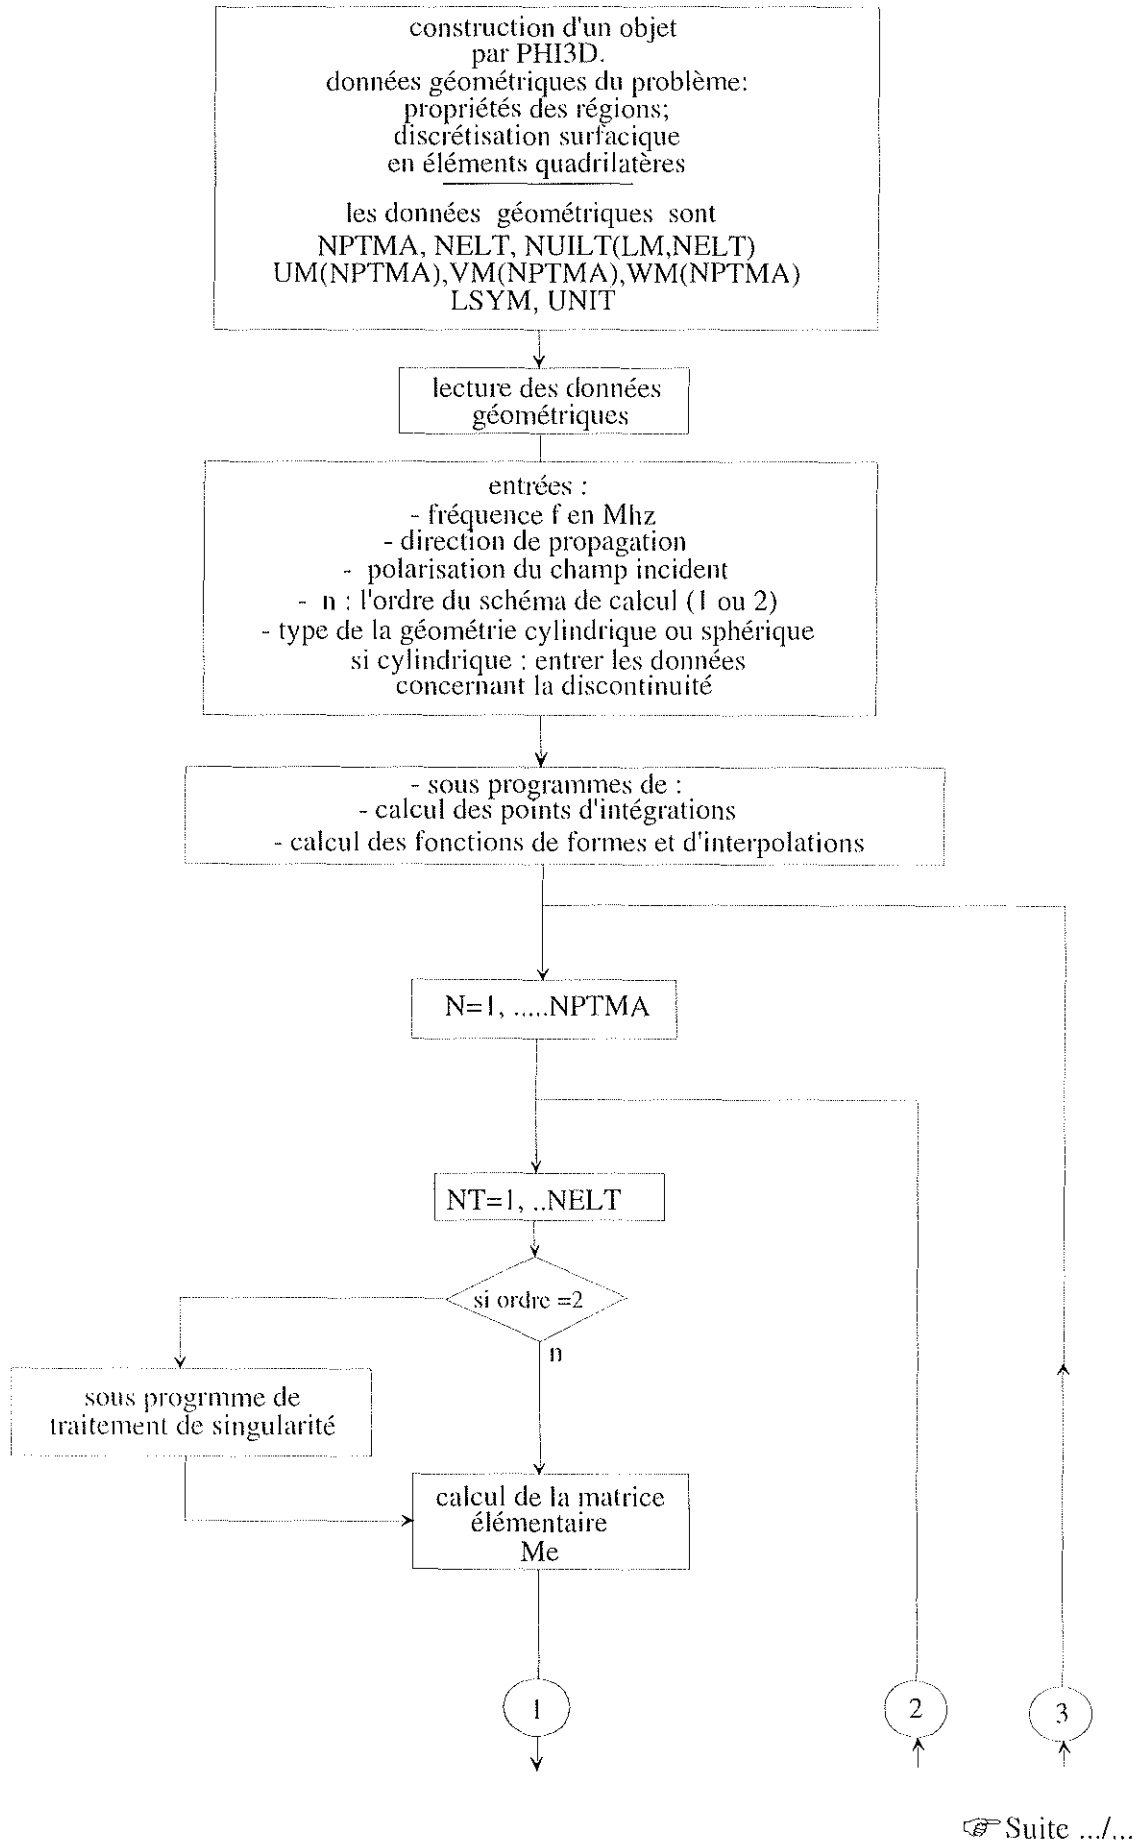 construction d'un objet
par PHI3D.
données géométriques du problème:
propriétés des régions;
discrétisation surfacique
en éléments quadrilatères
les données géométriques sont
NPTMA, NELT, NUILT(LM,NELT)
UM(NPTMA),VM(NPTMA),WM(NPTMA)
LSYM, UNIT
lecture des données
géométriques
entrées :
- fréquence f en Mhz
- direction de propagation
- polarisation du champ incident
- n : l'ordre du schéma de calcul (1 ou 2)
- type de la géométrie cylindrique ou sphérique
si cylindrique : entrer les données
concernant la discontinuité
- sous programmes de :
- calcul des points d'intégrations
- calcul des fonctions de formes et d'interpolations
N=1, .....NPTMA
NT=1, ..NELT
si ordre =2
n
sous progrmme de
traitement de singularité
calcul de la matrice
élémentaire
Me
1
2
3
☞ Suite .../...